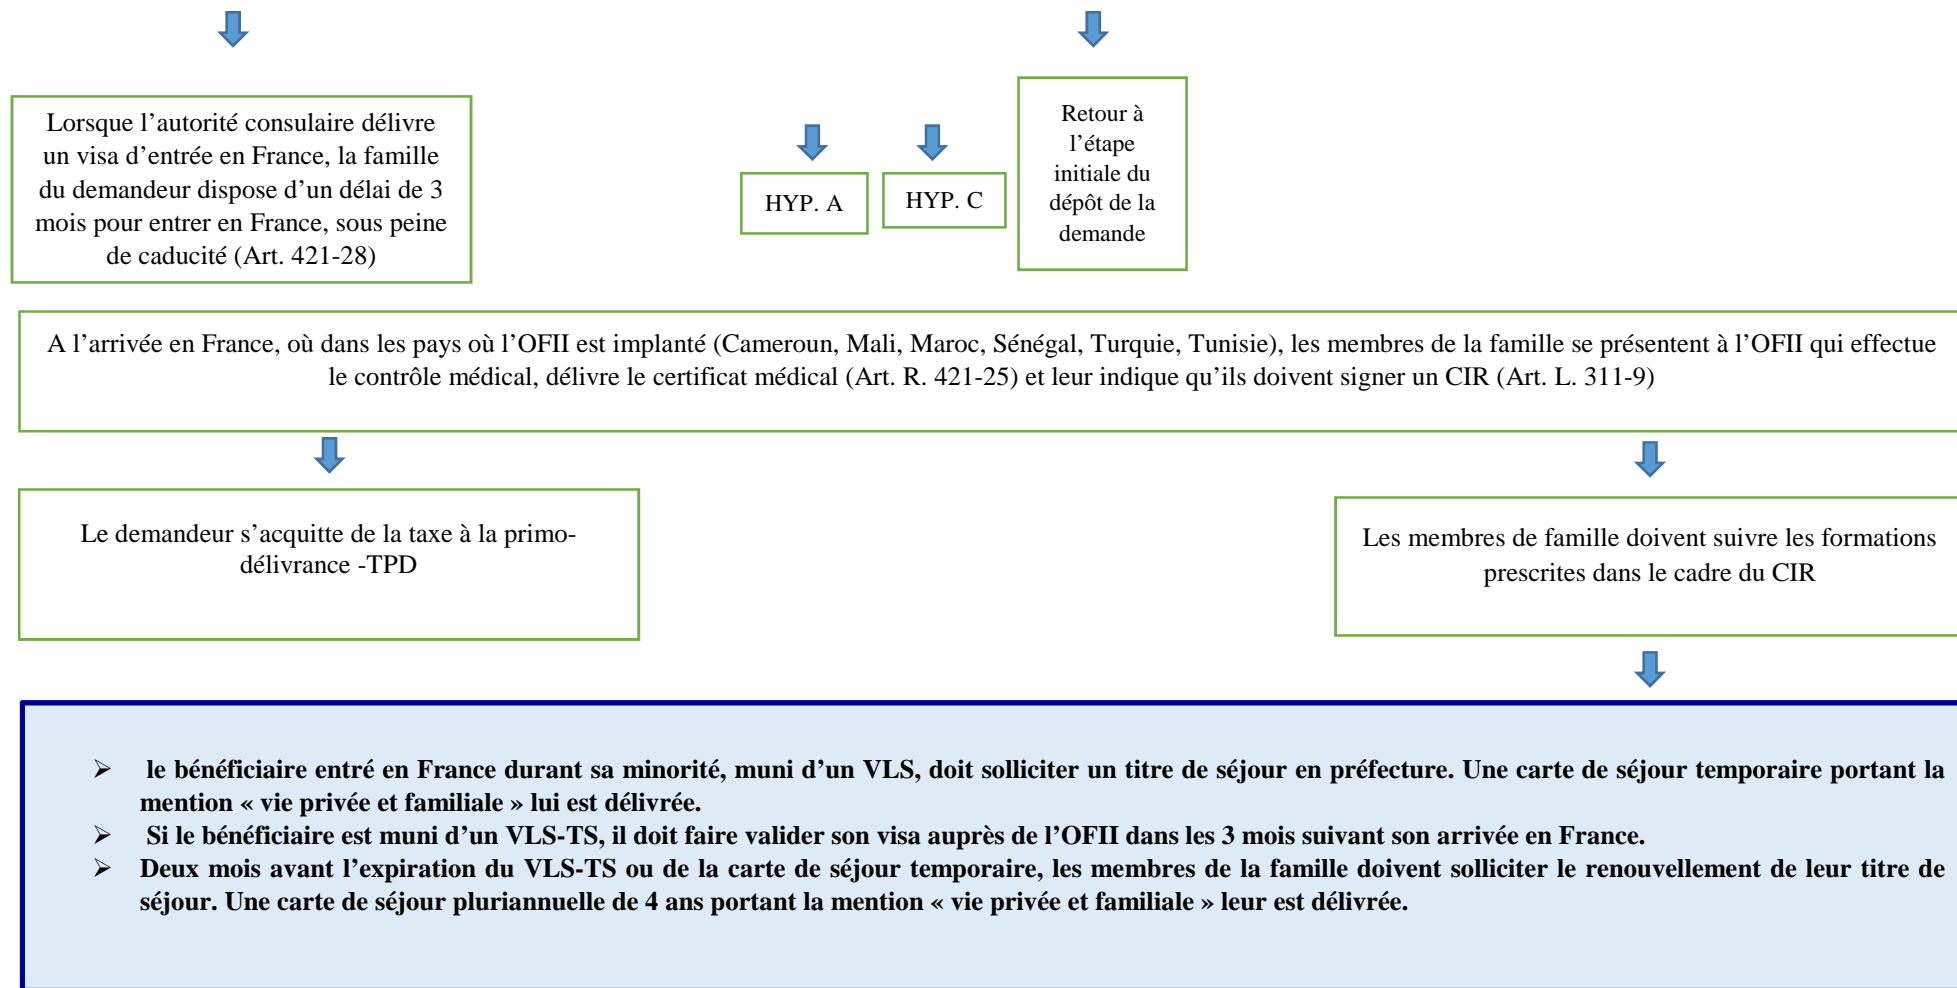 Lorsque l’autorité consulaire délivre
un visa d’entrée en France, la famille
du demandeur dispose d’un délai de 3
mois pour entrer en France, sous peine
de caducité (Art. 421-28)
HYP. A
HYP. C
Retour à
l’étape
initiale du
dépôt de la
demande
A l’arrivée en France, où dans les pays où l’OFII est implanté (Cameroun, Mali, Maroc, Sénégal, Turquie, Tunisie), les membres de la famille se présentent à l’OFII qui effectue
le contrôle médical, délivre le certificat médical (Art. R. 421-25) et leur indique qu’ils doivent signer un CIR (Art. L. 311-9)
Le demandeur s’acquitte de la taxe à la primo-
délivrance -TPD
Les membres de famille doivent suivre les formations
prescrites dans le cadre du CIR
➢ le bénéficiaire entré en France durant sa minorité, muni d’un VLS, doit solliciter un titre de séjour en préfecture. Une carte de séjour temporaire portant la
mention « vie privée et familiale » lui est délivrée.
➢ Si le bénéficiaire est muni d’un VLS-TS, il doit faire valider son visa auprès de l’OFII dans les 3 mois suivant son arrivée en France.
➢ Deux mois avant l’expiration du VLS-TS ou de la carte de séjour temporaire, les membres de la famille doivent solliciter le renouvellement de leur titre de
séjour. Une carte de séjour pluriannuelle de 4 ans portant la mention « vie privée et familiale » leur est délivrée.